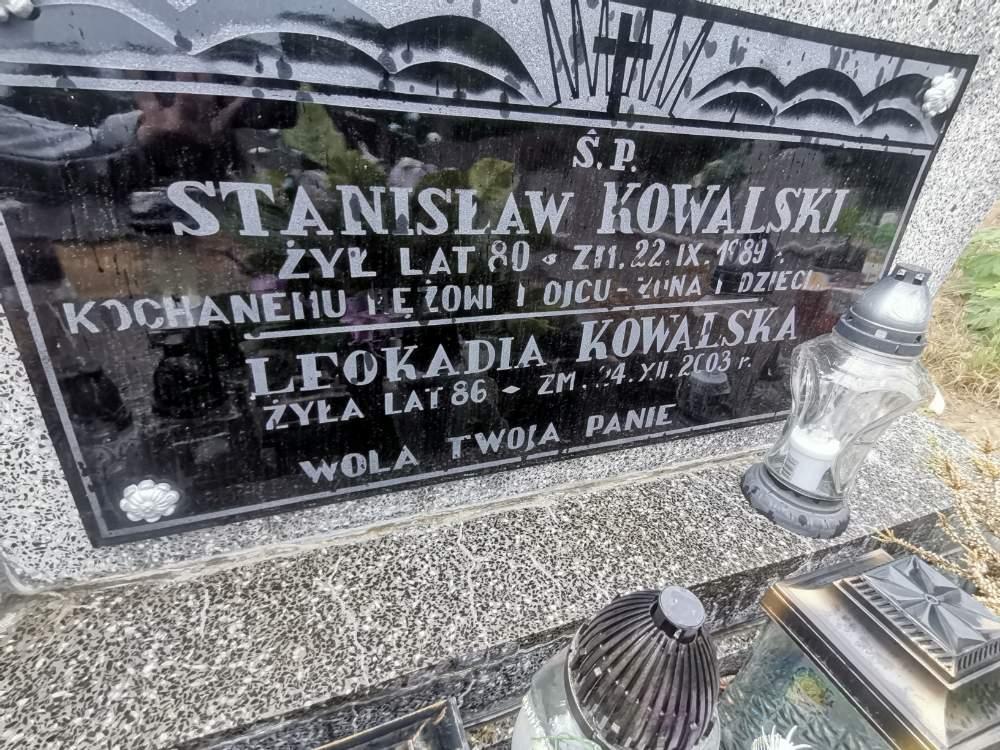 Ś.P.
STANISŁAW KOWALSKI
ŻYŁ LAT 80 - ZM. 22.IX.1989 r.
KOCHANEMU MĘŻOWI I OJCU - ŻONA I DZIECI
LEOKADIA KOWALSKA
ŻYŁA LAT 86 - ZM. 24.XII.2003 r.
WOLA TWOJA PANIE